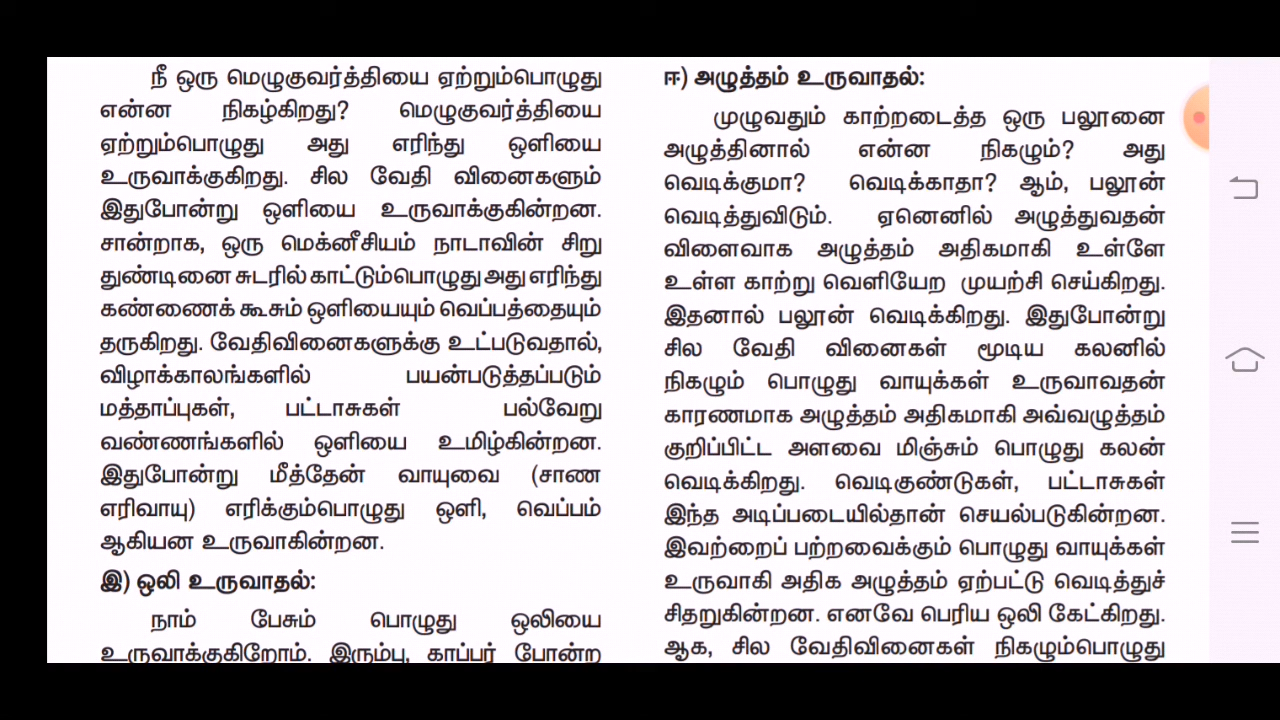 நீ ஒரு மெழுகுவர்த்தியை ஏற்றும்பொழுது
என்ன நிகழ்கிறது? மெழுகுவர்த்தியை
ஏற்றும்பொழுது அது எரிந்து ஒளியை
உருவாக்குகிறது. சில வேதி வினைகளும்
இதுபோன்று ஒளியை உருவாக்குகின்றன.
சான்றாக, ஒரு மெக்னீசியம் நாடாவின் சிறு
துண்டினை சுடரில் காட்டும்பொழுது அது எரிந்து
கண்ணைக் கூசும் ஒளியையும் வெப்பத்தையும்
தருகிறது. வேதிவினைகளுக்கு உட்படுவதால்,
விழாக்காலங்களில் பயன்படுத்தப்படும்
மத்தாப்புகள், பட்டாசுகள் பல்வேறு
வண்ணங்களில் ஒளியை உமிழ்கின்றன.
இதுபோன்று மீத்தேன் வாயுவை (சாண
எரிவாயு) எரிக்கும்பொழுது ஒளி, வெப்பம்
ஆகியன உருவாகின்றன.
இ) ஒலி உருவாதல்:
நாம் பேசும் பொழுது ஒலியை
உருவாக்குகிறோம். இரும்பு, காப்பர் போன்ற
ஈ) அழுத்தம் உருவாதல்:
முழுவதும் காற்றடைத்த ஒரு பலூனை
அழுத்தினால் என்ன நிகழும்? அது
வெடிக்குமா? வெடிக்காதா? ஆம், பலூன்
வெடித்துவிடும். ஏனெனில் அழுத்துவதன்
விளைவாக அழுத்தம் அதிகமாகி உள்ளே
உள்ள காற்று வெளியேற முயற்சி செய்கிறது.
இதனால் பலூன் வெடிக்கிறது. இதுபோன்று
சில வேதி வினைகள் மூடிய கலனில்
நிகழும் பொழுது வாயுக்கள் உருவாவதன்
காரணமாக அழுத்தம் அதிகமாகி அவ்வழுத்தம்
குறிப்பிட்ட அளவை மிஞ்சும் பொழுது கலன்
வெடிக்கிறது. வெடிகுண்டுகள், பட்டாசுகள்
இந்த அடிப்படையில்தான் செயல்படுகின்றன.
இவற்றைப் பற்றவைக்கும் பொழுது வாயுக்கள்
உருவாகி அதிக அழுத்தம் ஏற்பட்டு வெடித்துச்
சிதறுகின்றன. எனவே பெரிய ஒலி கேட்கிறது.
ஆக, சில வேதிவினைகள் நிகழும்பொழுது